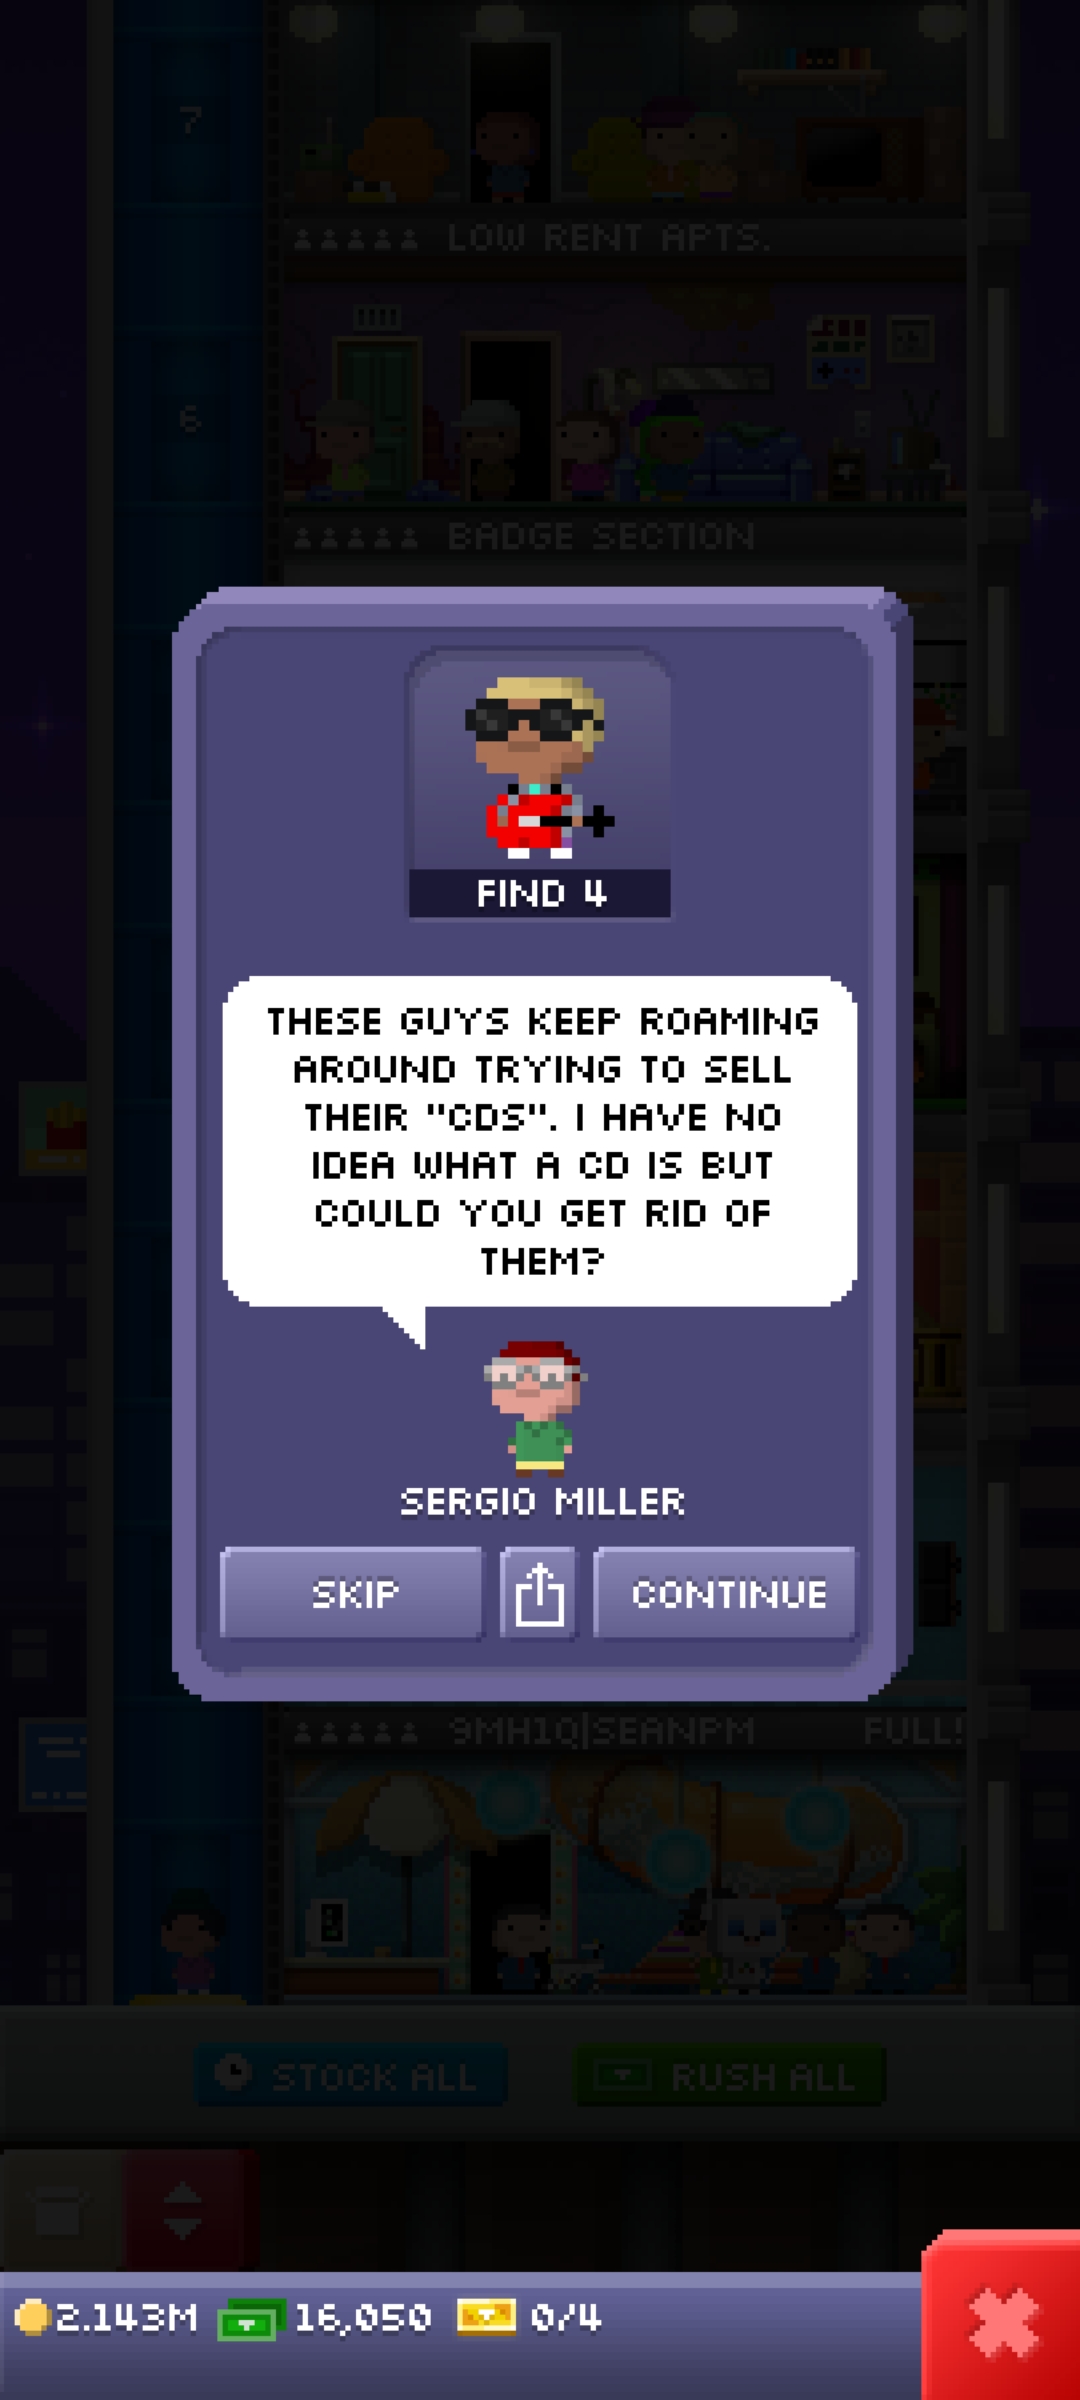 7
LOW RENT APTS.
6
BADGE SECTION
FIND 4
THESE GUYS KEEP ROAMING
AROUND TRYING TO SELL
THEIR "CDS". I HAVE NO
IDEA WHAT A CD IS BUT
COULD YOU GET RID OF
THEM?
SERGIO MILLER
SKIP
CONTINUE
9MH1Q|SEANPM FULL!
STOCK ALL
RUSH ALL
2.143M 16,050 0/4